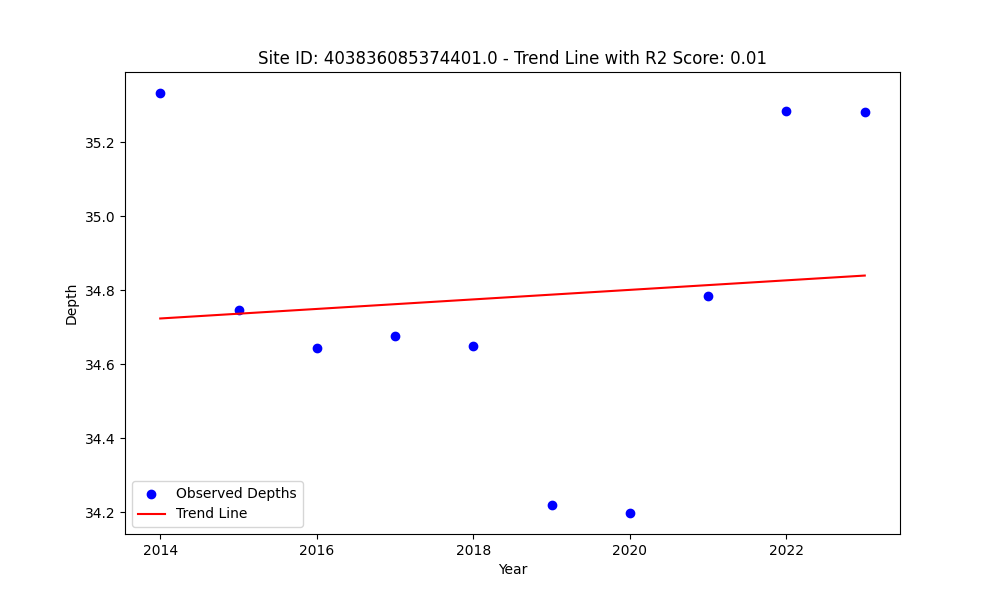 Site ID: 403836085374401.0 - Trend Line with R2 Score: 0.01
35.2
35.0
34.8
34.6
34.4
34.2
Depth
Observed Depths
Trend Line
2014
2016
2018
2020
2022
Year